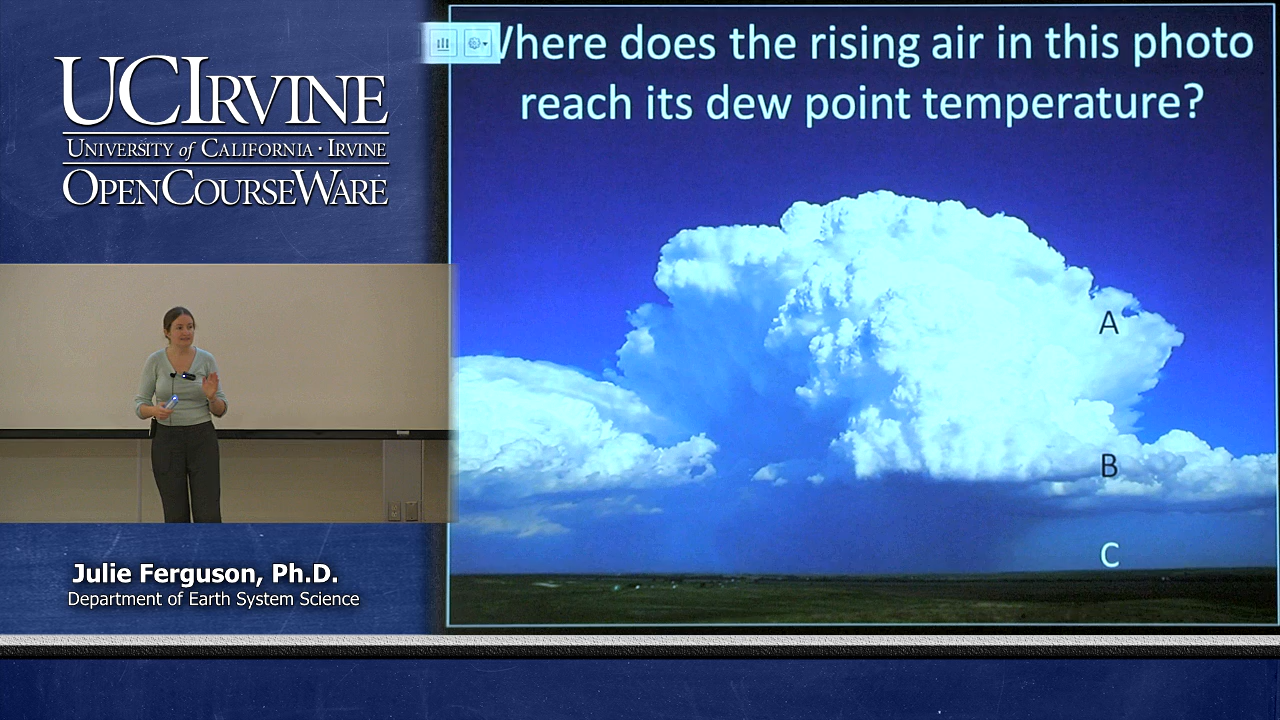 UCIRVINE
UNIVERSITY of CALIFORNIA · IRVINE
OPENCOURSEWARE
Julie Ferguson, Ph.D.
Department of Earth System Science
Where does the rising air in this photo
reach its dew point temperature?
A
B
C